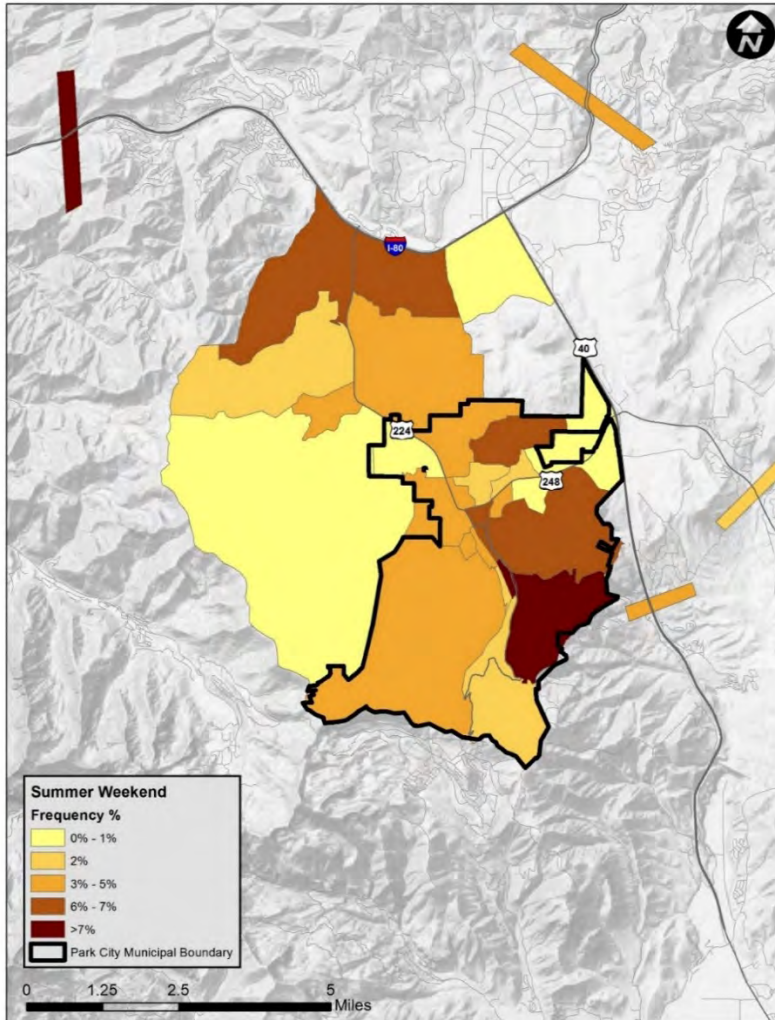 N
I-80
40
224
248
Summer Weekend
Frequency %
0% - 1%
2%
3% - 5%
6% - 7%
>7%
Park City Municipal Boundary
0 1.25 2.5 5
Miles